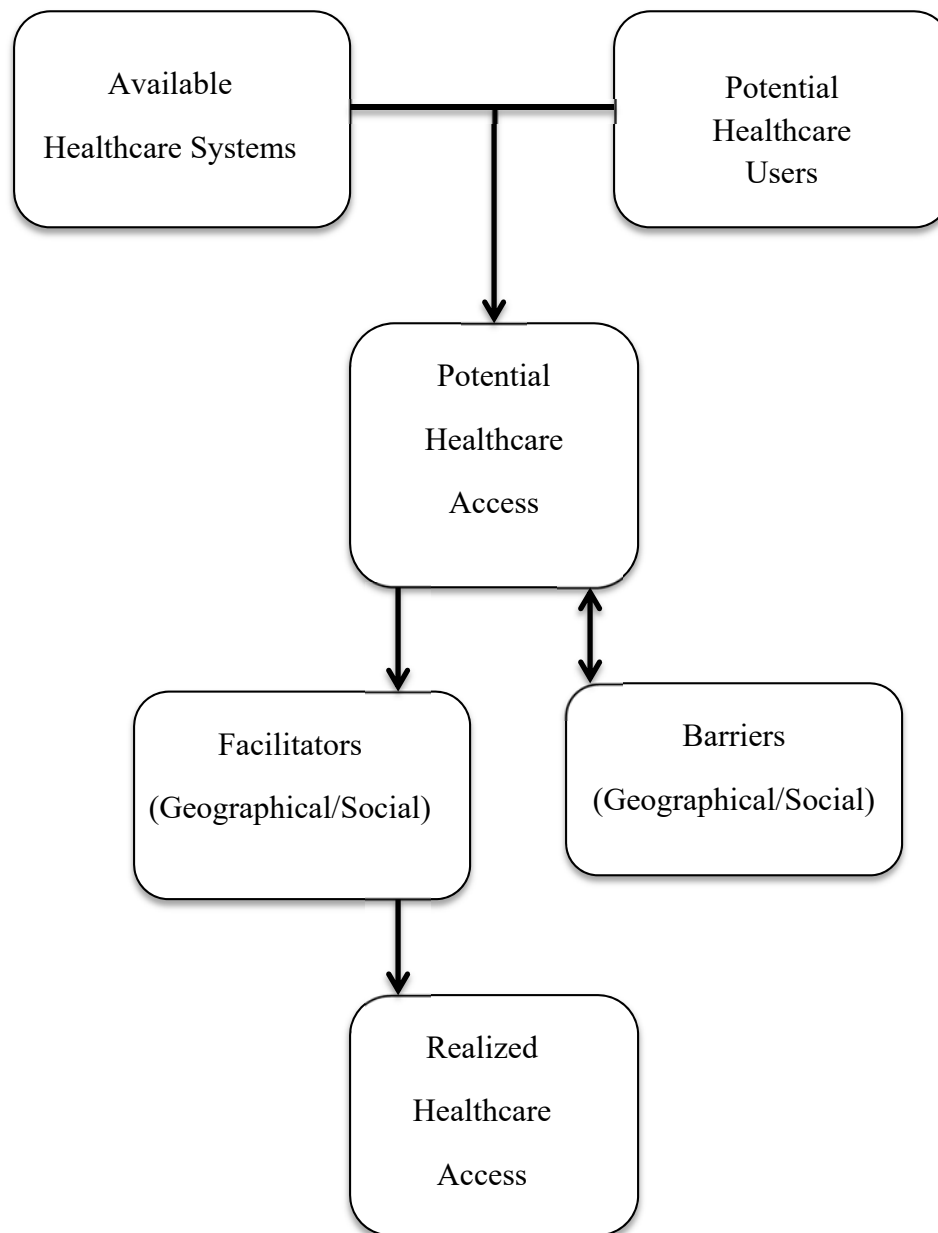 Available
Healthcare Systems
Potential
Healthcare
Users
Potential
Healthcare
Access
Facilitators
(Geographical/Social)
Barriers
(Geographical/Social)
Realized
Healthcare
Access